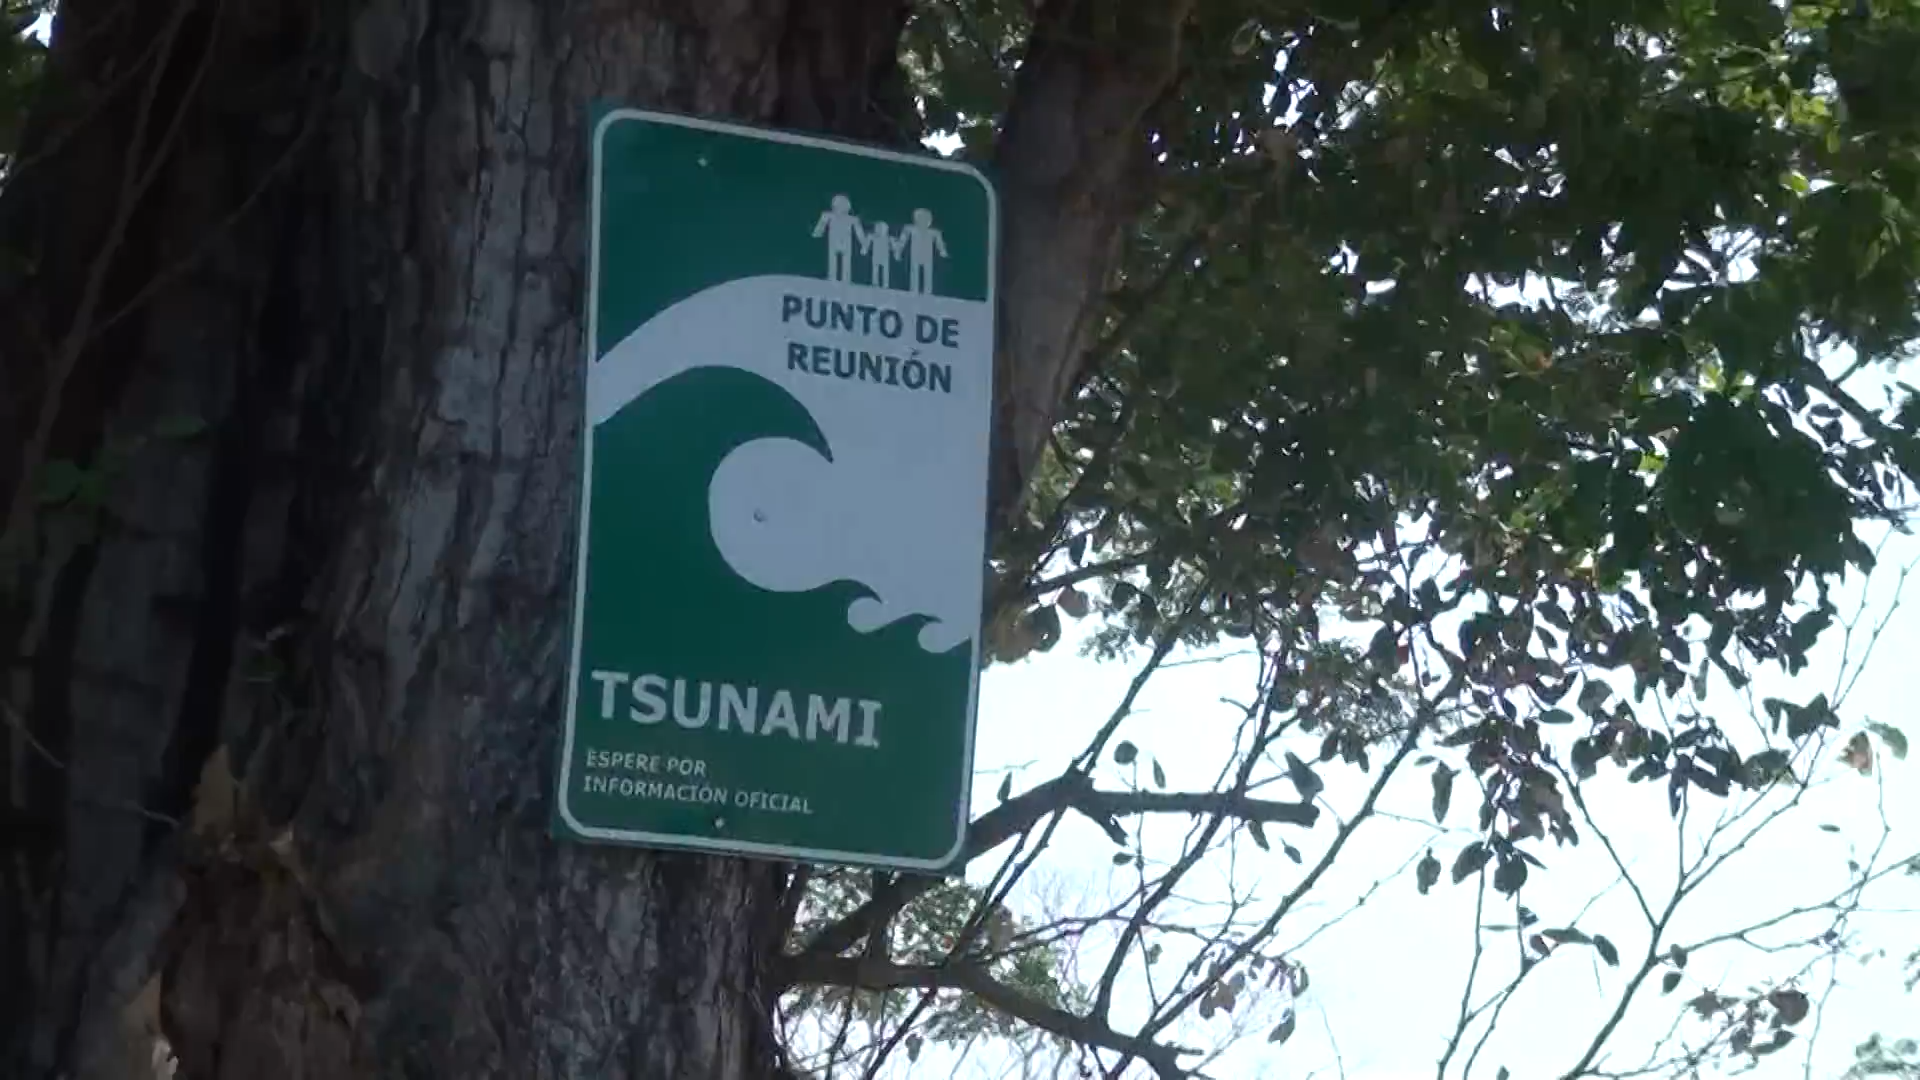 PUNTO DE
REUNIÓN
TSUNAMI
ESPERE POR
INFORMACIÓN OFICIAL